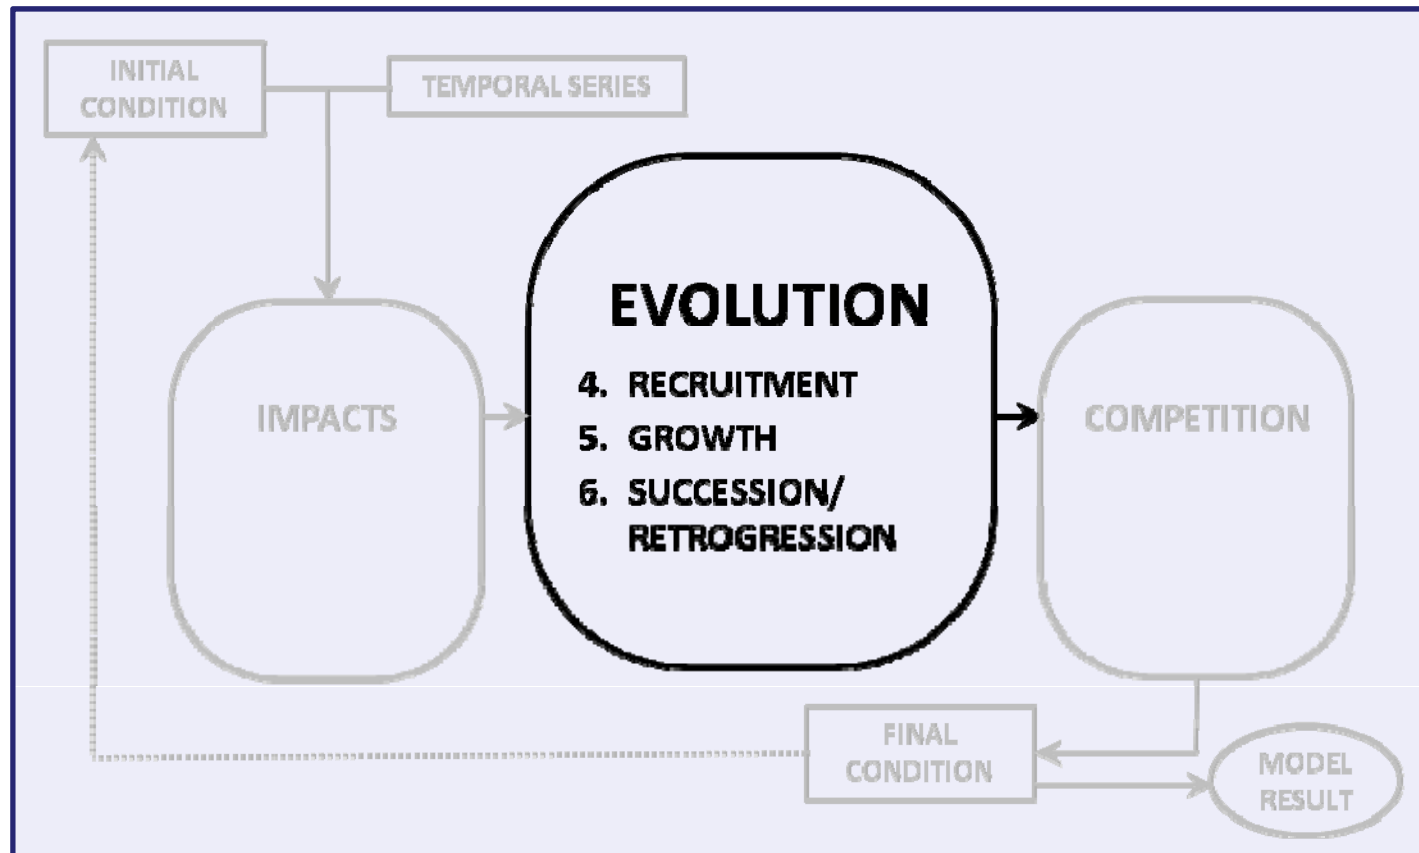 INITIAL
CONDITION
TEMPORAL SERIES
IMPACTS
EVOLUTION
4. RECRUITMENT
5. GROWTH
6. SUCCESSION/
RETROGRESSION
COMPETITION
FINAL
CONDITION
MODEL
RESULT